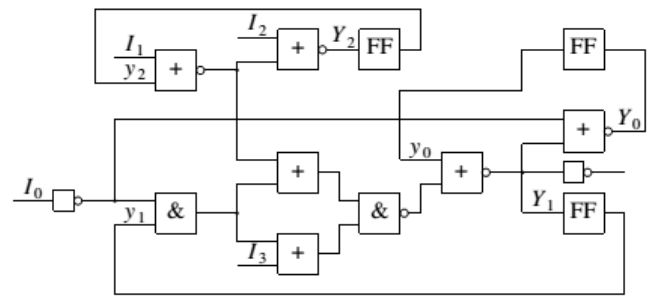 I₂ Y₂ FF FF
I₁
y₂ + +
+ Y₀
y₀
I₀ + +
y₁ & & Y₁ FF
I₃ +